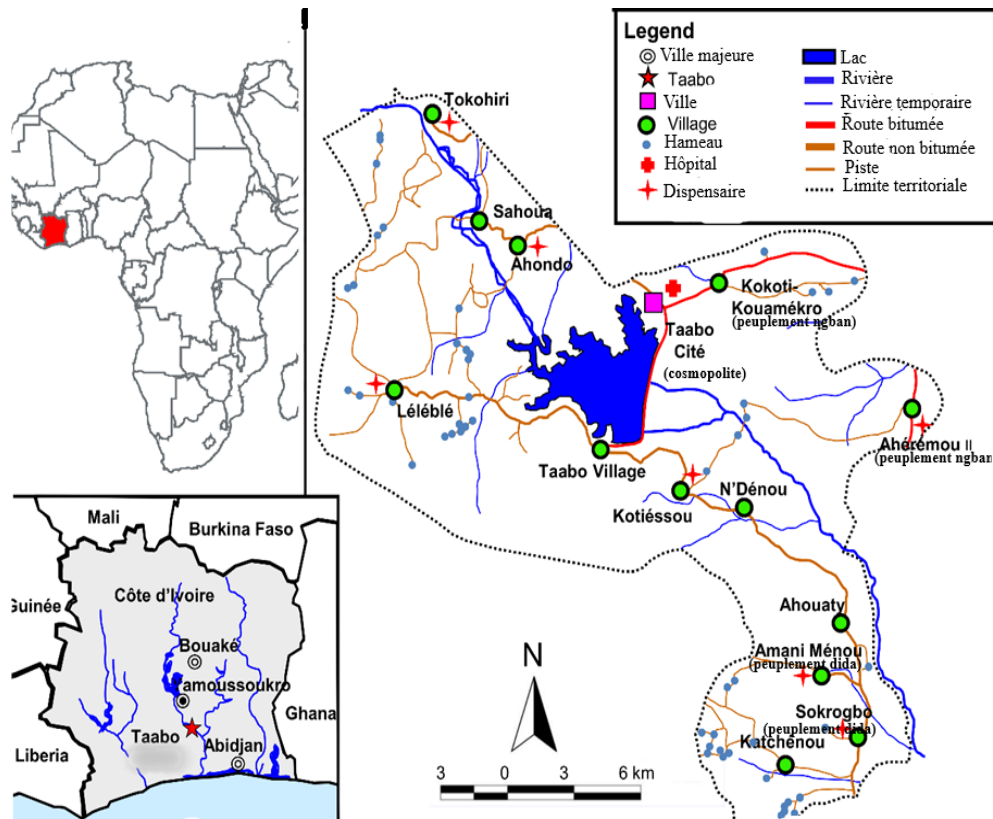 Legend
Ville majeure
Taabo
Ville
Village
Hameau
Hôpital
Dispensaire
Lac
Rivière
Rivière temporaire
Route bitumée
Route non bitumée
Piste
Limite territoriale
Tokohiri
Sahoua
Ahondo
Kokoti-
Kouamékro
(peuplement ngban)
Taabo
Cité
(cosmopolite)
Léléblé
Ahérémou II
(peuplement ngban)
Taabo Village
Kotiéssou
N'Dénou
Ahouaty
Amani Ménou
(peuplement dida)
Sokrogbo
(peuplement dida)
Katchénou
N
3 0 3 6 km
Mali
Burkina Faso
Guinée
Côte d'Ivoire
Bouaké
Yamoussoukro
Ghana
Taabo
Abidjan
Liberia